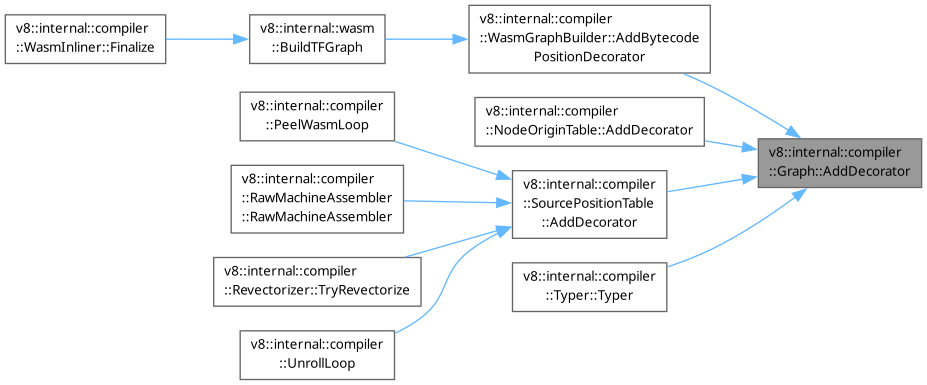 v8::internal::compiler
::WasmInliner::Finalize
v8::internal::wasm
::BuildTFGraph
v8::internal::compiler
::WasmGraphBuilder::AddBytecode
PositionDecorator
v8::internal::compiler
::PeelWasmLoop
v8::internal::compiler
::NodeOriginTable::AddDecorator
v8::internal::compiler
::Graph::AddDecorator
v8::internal::compiler
::RawMachineAssembler
::RawMachineAssembler
v8::internal::compiler
::SourcePositionTable
::AddDecorator
v8::internal::compiler
::Revectorizer::TryRevectorize
v8::internal::compiler
::Typer::Typer
v8::internal::compiler
::UnrollLoop